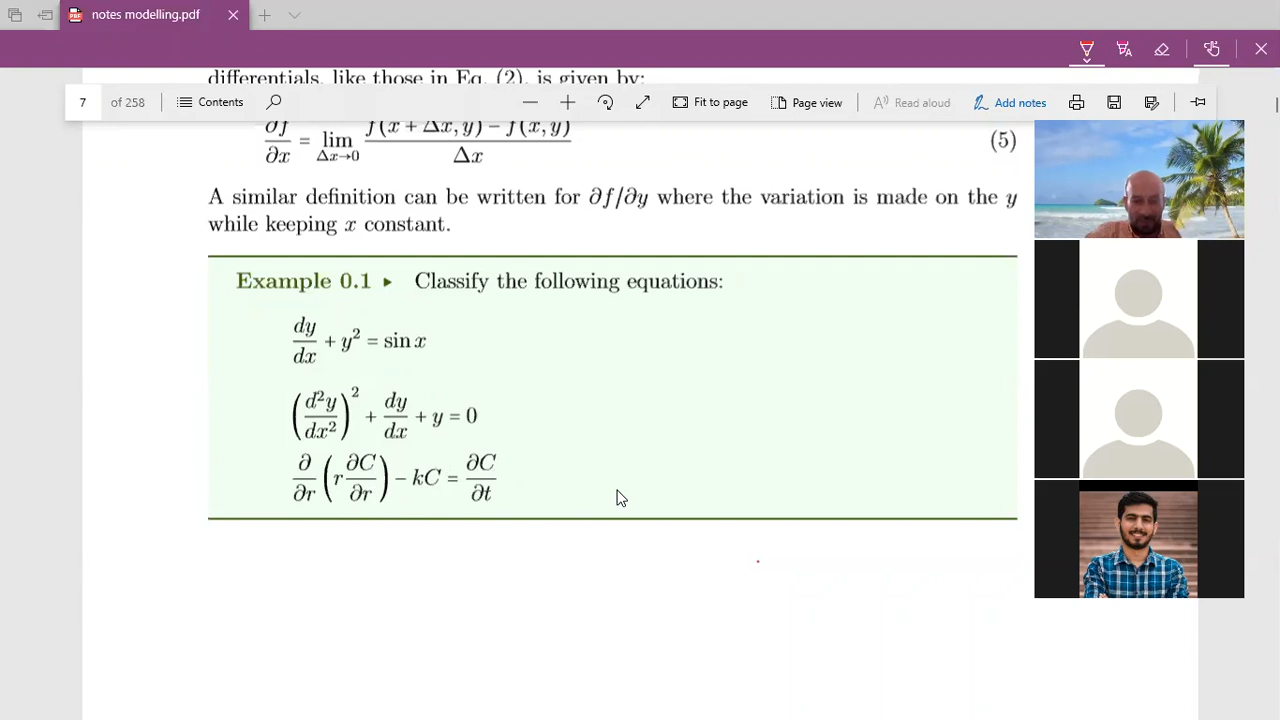 notes modelling.pdf
differentials, like those in Eq. (2), is given by:
7 of 258 Contents Fit to page Page view Read aloud Add notes
∂f/∂x = lim Δx→0 f(x + Δx, y) − f(x, y) / Δx (5)
A similar definition can be written for ∂f/∂y where the variation is made on the y
while keeping x constant.
Example 0.1 ▸ Classify the following equations:
dy/dx + y² = sin x
(d²y/dx²)² + dy/dx + y = 0
∂/∂r (r ∂C/∂r) − kC = ∂C/∂t